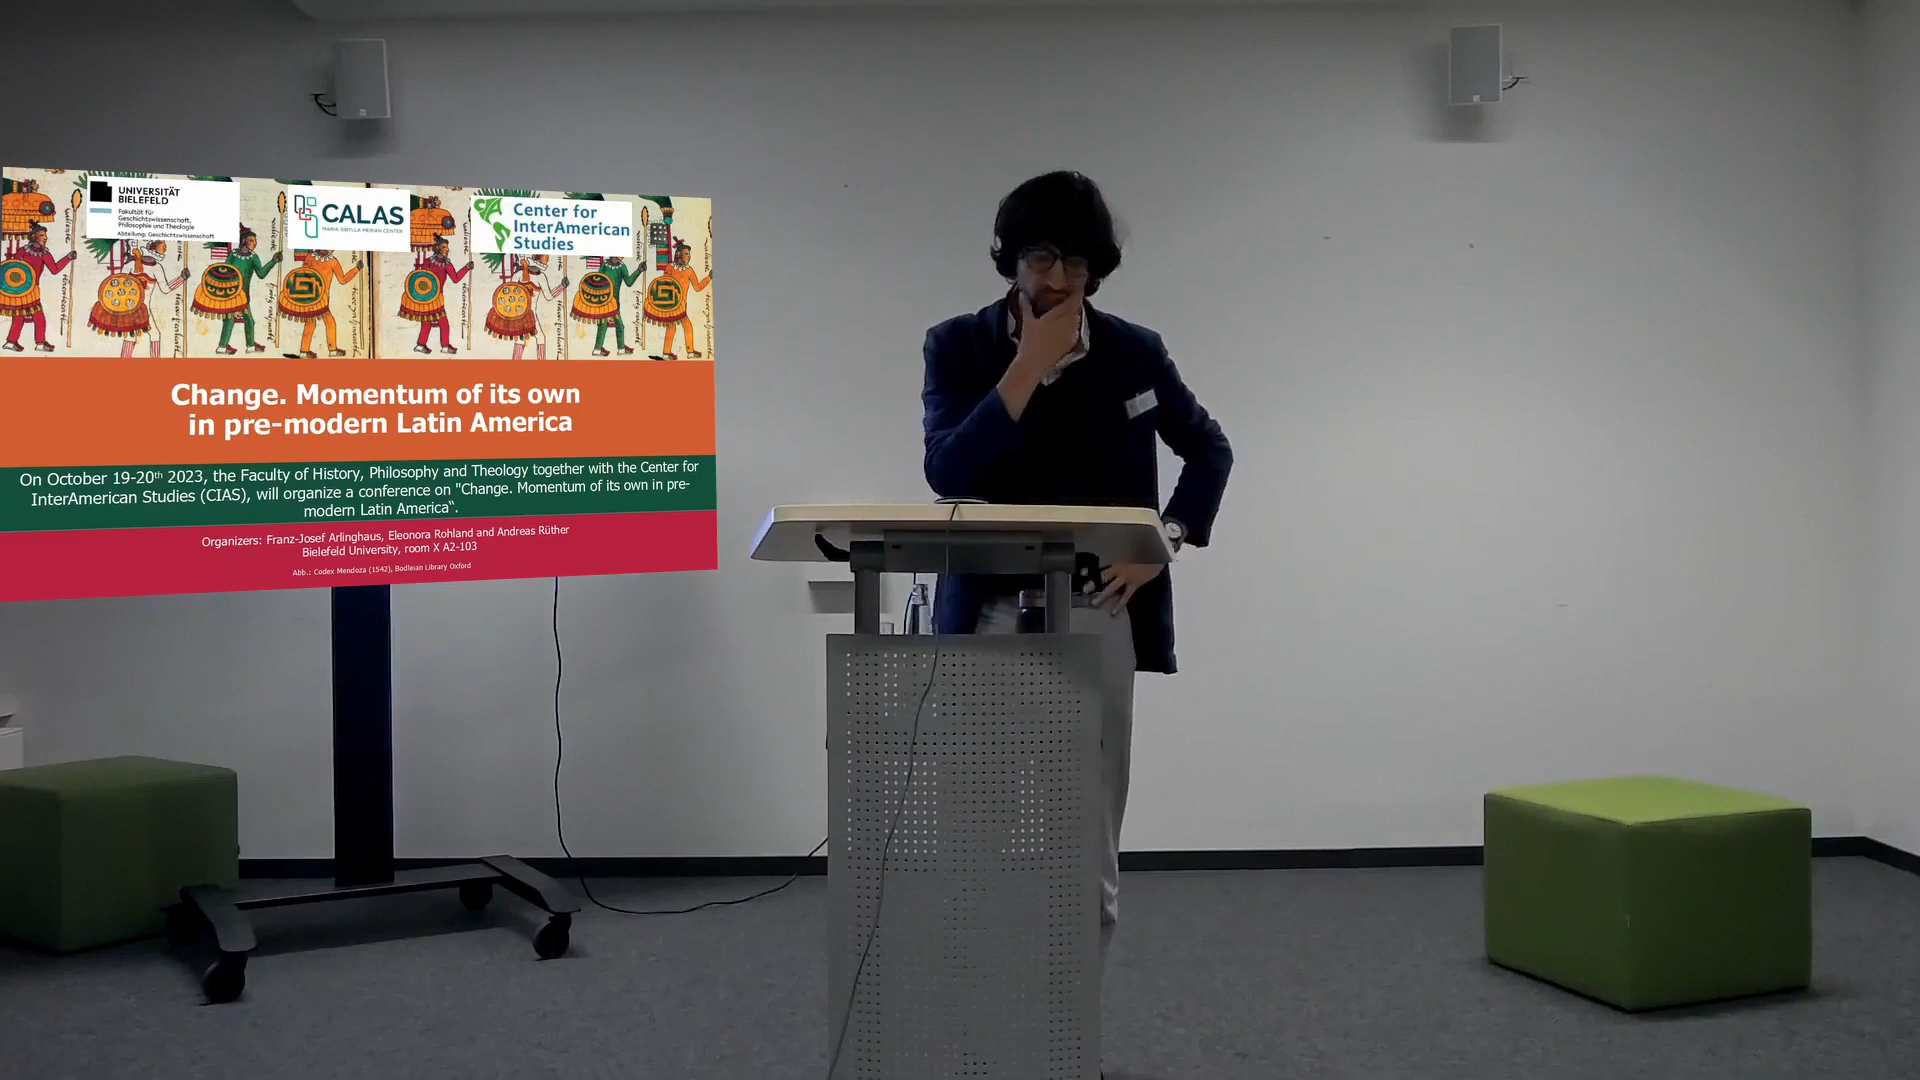 UNIVERSITÄT
BIELEFELD
Fakultät für
Geschichtswissenschaft,
Philosophie und Theologie
Abteilung: Geschichtswissenschaft
CALAS
MARIA SIBYLLA MERIAN CENTER
Center for
InterAmerican
Studies
Change. Momentum of its own
in pre-modern Latin America
On October 19-20th 2023, the Faculty of History, Philosophy and Theology together with the Center for
InterAmerican Studies (CIAS), will organize a conference on "Change. Momentum of its own in pre-
modern Latin America“.
Organizers: Franz-Josef Arlinghaus, Eleonora Rohland and Andreas Rüther
Bielefeld University, room X A2-103
Abb.: Codex Mendoza (1542), Bodleian Library Oxford